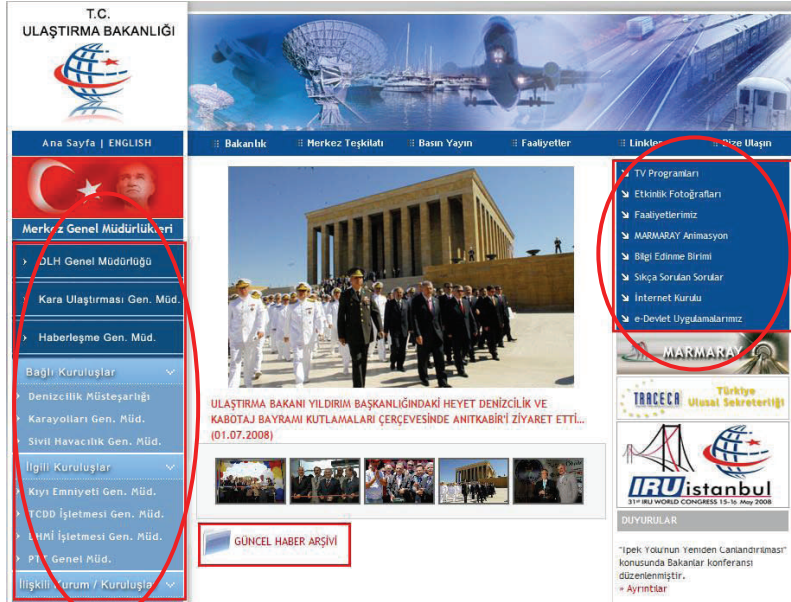 T.C.
ULAŞTIRMA BAKANLIĞI
Ana Sayfa | ENGLISH
Bakanlık
Merkez Teşkilatı
Basın Yayın
Faaliyetler
Linkler
Bize Ulaşın
Merkez Genel Müdürlükleri
DLH Genel Müdürlüğü
Kara Ulaştırması Gen. Müd.
Haberleşme Gen. Müd.
Bağlı Kuruluşlar
Denizcilik Müsteşarlığı
Karayolları Gen. Müd.
Sivil Havacılık Gen. Müd.
İlgili Kuruluşlar
Kıyı Emniyeti Gen. Müd.
TCDD İşletmesi Gen. Müd.
DHMİ İşletmesi Gen. Müd.
PTT Genel Müd.
İlişkili Kurum / Kuruluşlar
ULAŞTIRMA BAKANI YILDIRIM BAŞKANLIĞINDAKİ HEYET DENİZCİLİK VE
KABOTAJ BAYRAMI KUTLAMALARI ÇERÇEVESİNDE ANITKABİR'İ ZİYARET ETTİ...
(01.07.2008)
GÜNCEL HABER ARŞİVİ
TV Programları
Etkinlik Fotoğrafları
Faaliyetlerimiz
MARMARAY Animasyon
Bilgi Edinme Birimi
Sıkça Sorulan Sorular
İnternet Kurulu
e-Devlet Uygulamalarımız
MARMARAY
TRACECA Türkiye
Ulusal Sekreterliği
IRU istanbul
31st IRU WORLD CONGRESS 15-16 May 2008
DUYURULAR
"İpek Yolu'nun Yeniden Canlandırılması"
konusunda Bakanlar konferansı
düzenlenmiştir.
» Ayrıntılar